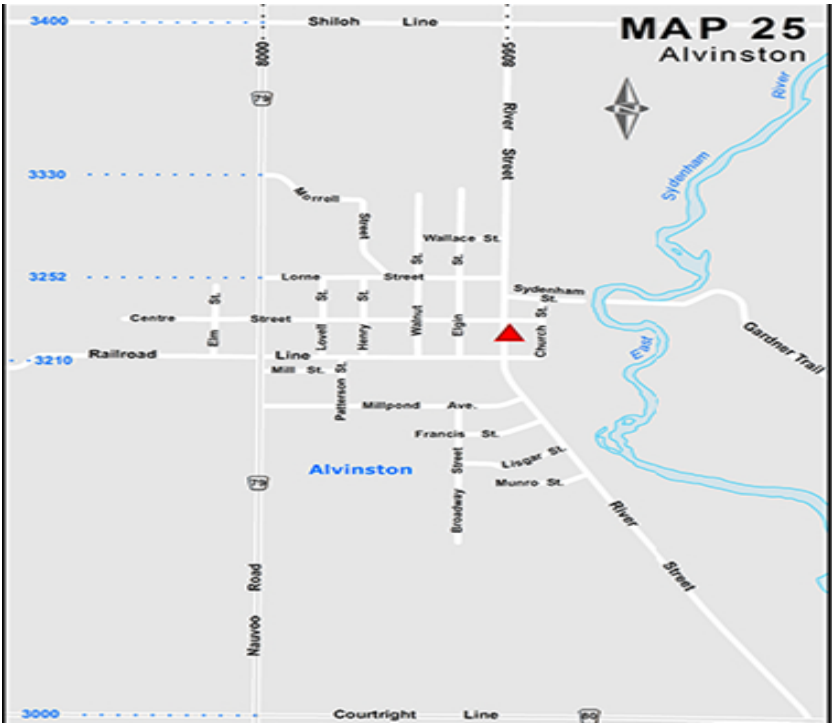 MAP 25
Alvinston
3400
Shiloh Line
8000
8095
79
River Street
River
Sydenham
3330
Morrell
Street
Wallace St.
St.
St.
3252
Lorne Street
Sydenham
St.
Elm St.
Lovell St.
Henry St.
Walnut
Elgin
Church St.
Centre Street
East
Gardner Trail
3210
Railroad Line
Mill St.
Patterson St.
Millpond Ave.
Francis St.
Alvinston
Lisgar St.
Broadway Street
Munro St.
79
River Street
Nauvoo Road
3000
Courtright Line
80